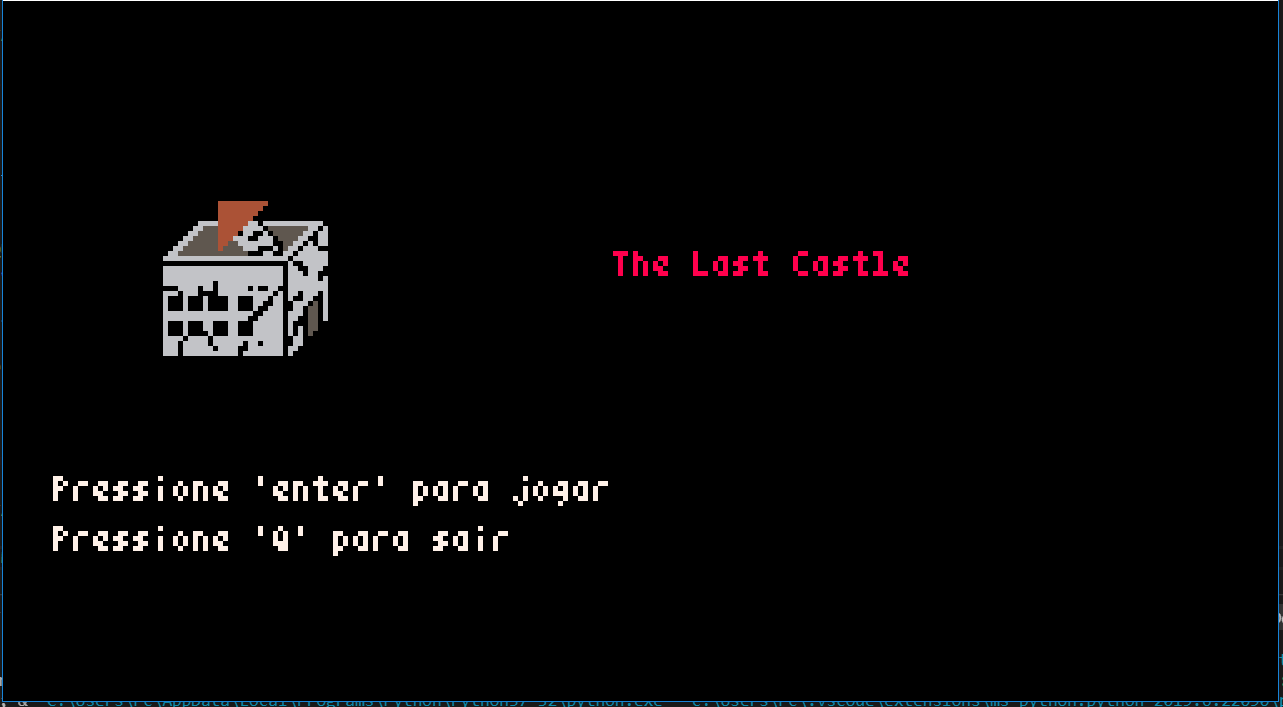 The Last Castle
Pressione 'enter' para jogar
Pressione 'Q' para sair